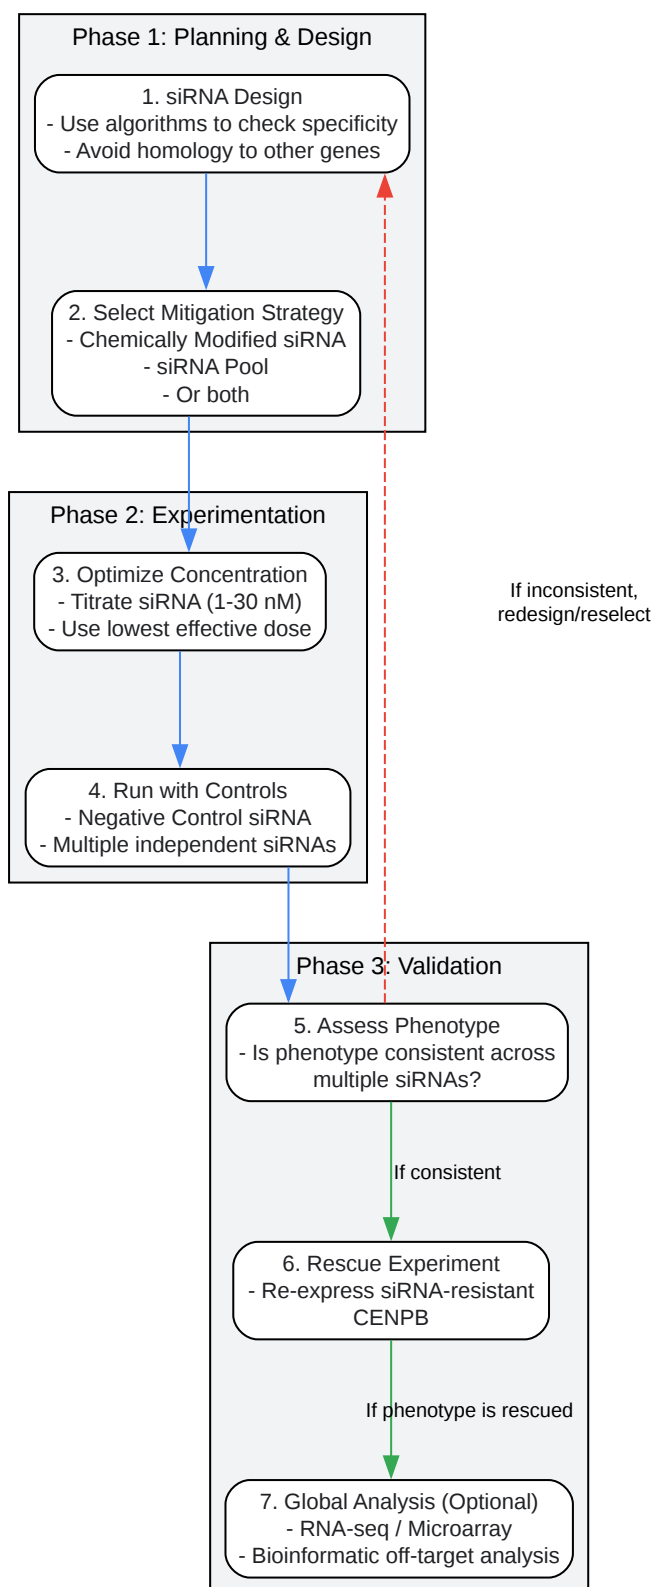 Phase 1: Planning & Design
1. siRNA Design
- Use algorithms to check specificity
- Avoid homology to other genes
2. Select Mitigation Strategy
- Chemically Modified siRNA
- siRNA Pool
- Or both
Phase 2: Experimentation
3. Optimize Concentration
- Titrate siRNA (1-30 nM)
- Use lowest effective dose
If inconsistent,
redesign/reselect
4. Run with Controls
- Negative Control siRNA
- Multiple independent siRNAs
Phase 3: Validation
5. Assess Phenotype
- Is phenotype consistent across
multiple siRNAs?
If consistent
6. Rescue Experiment
- Re-express siRNA-resistant
CENPB
If phenotype is rescued
7. Global Analysis (Optional)
- RNA-seq / Microarray
- Bioinformatic off-target analysis